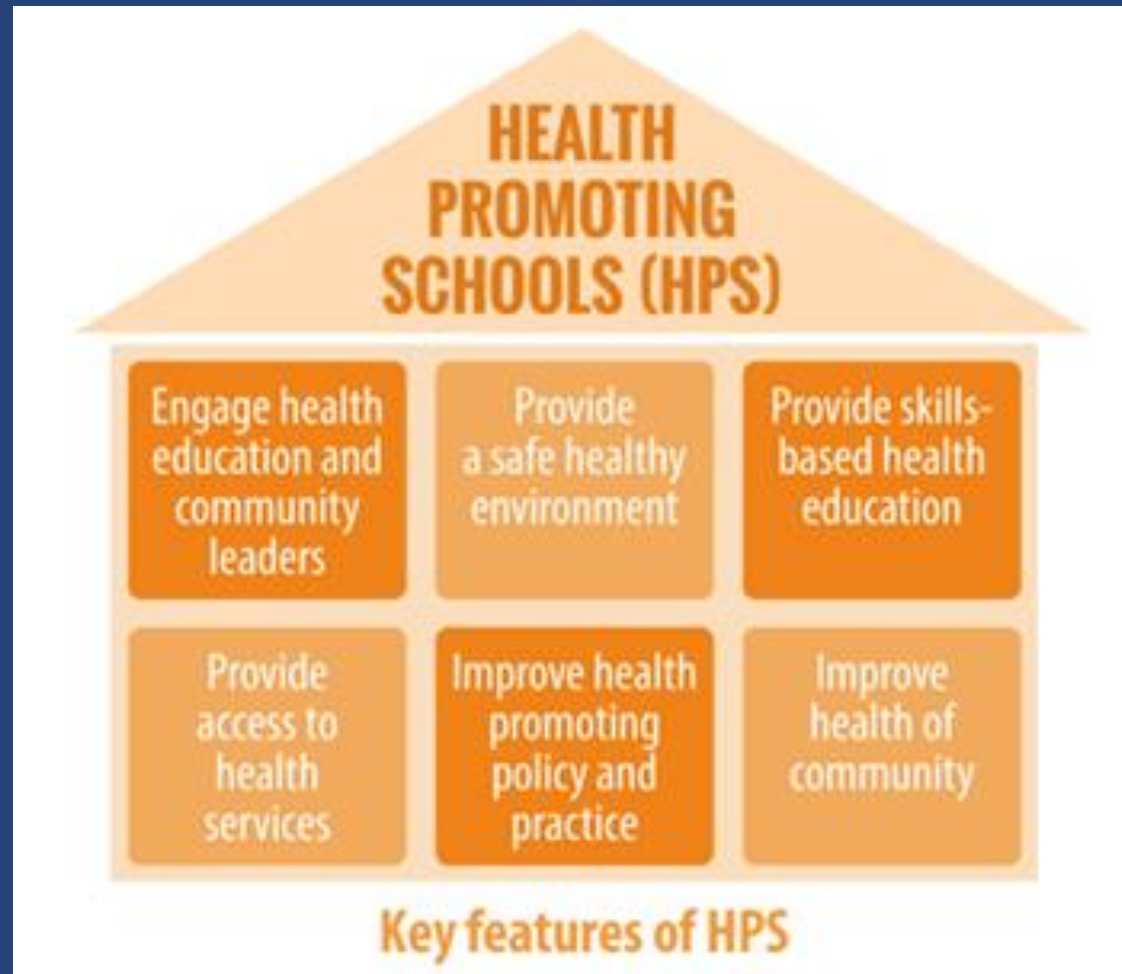 HEALTH
PROMOTING
SCHOOLS (HPS)
Engage health
education and
community
leaders
Provide
a safe healthy
environment
Provide skills-
based health
education
Provide
access to
health
services
Improve health
promoting
policy and
practice
Improve
health of
community
Key features of HPS